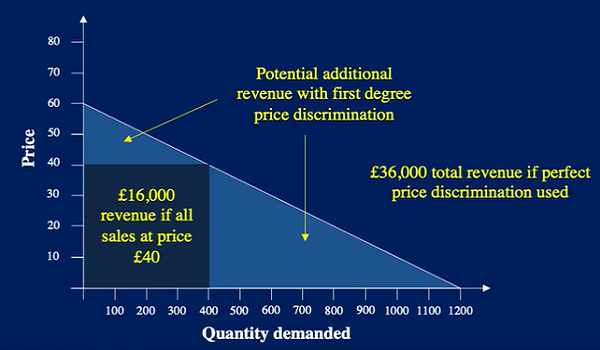 80
70
60
50
40
30
20
10
Price
Potential additional
revenue with first degree
price discrimination
£36,000 total revenue if perfect
price discrimination used
£16,000
revenue if all
sales at price
£40
100 200 300 400 500 600 700 800 900 1000 1100 1200
Quantity demanded